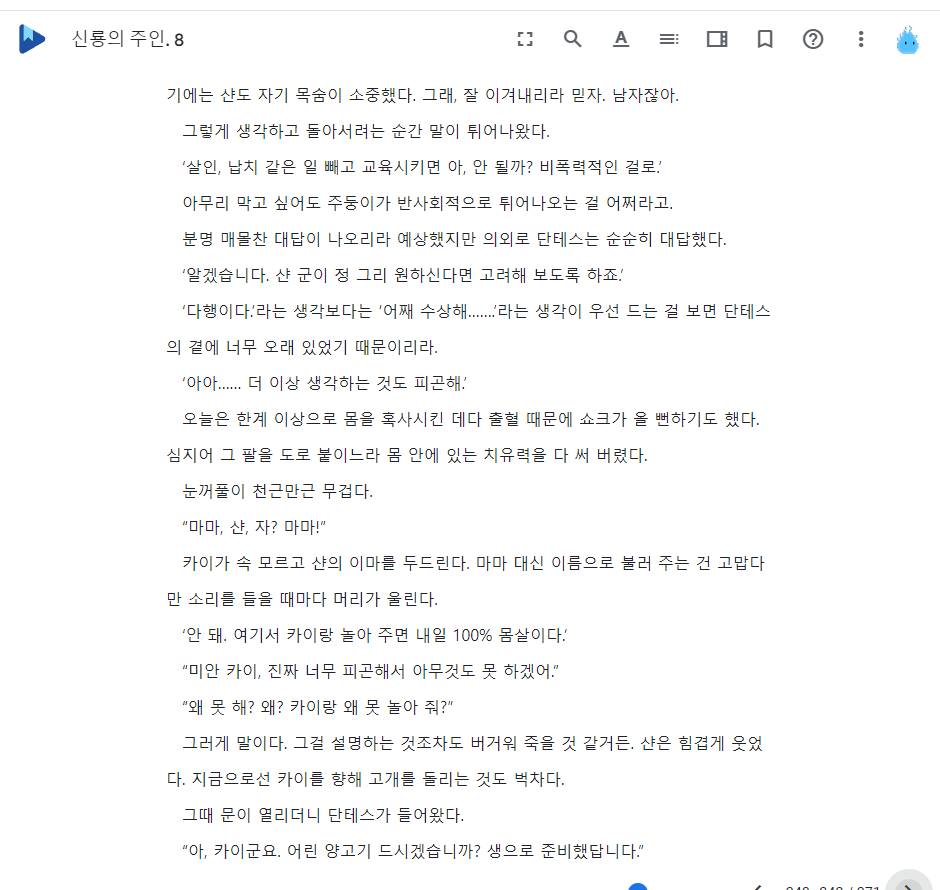 신룡의 주인. 8
기에는 샨도 자기 목숨이 소중했다. 그래, 잘 이겨내리라 믿자. 남자잖아.
그렇게 생각하고 돌아서려는 순간 말이 튀어나왔다.
‘살인, 납치 같은 일 빼고 교육시키면 아, 안 될까? 비폭력적인 걸로.’
아무리 막고 싶어도 주둥이가 반사회적으로 튀어나오는 걸 어쩌라고.
분명 매몰찬 대답이 나오리라 예상했지만 의외로 단테스는 순순히 대답했다.
‘알겠습니다. 샨 군이 정 그리 원하신다면 고려해 보도록 하죠.’
‘다행이다.’라는 생각보다는 ‘어째 수상해…….’라는 생각이 우선 드는 걸 보면 단테스
의 곁에 너무 오래 있었기 때문이리라.
‘아아…… 더 이상 생각하는 것도 피곤해.’
오늘은 한계 이상으로 몸을 혹사시킨 데다 출혈 때문에 쇼크가 올 뻔하기도 했다.
심지어 그 팔을 도로 붙이느라 몸 안에 있는 치유력을 다 써 버렸다.
눈꺼풀이 천근만근 무겁다.
“마마, 샨, 자? 마마!”
카이가 속 모르고 샨의 이마를 두드린다. 마마 대신 이름으로 불러 주는 건 고맙다
만 소리를 들을 때마다 머리가 울린다.
‘안 돼. 여기서 카이랑 놀아 주면 내일 100% 몸살이다.’
“미안 카이, 진짜 너무 피곤해서 아무것도 못 하겠어.”
“왜 못 해? 왜? 카이랑 왜 못 놀아 줘?”
그러게 말이다. 그걸 설명하는 것조차도 버거워 죽을 것 같거든. 샨은 힘겹게 웃었
다. 지금으로선 카이를 향해 고개를 돌리는 것도 벅차다.
그때 문이 열리더니 단테스가 들어왔다.
“아, 카이군요. 어린 양고기 드시겠습니까? 생으로 준비했답니다.”